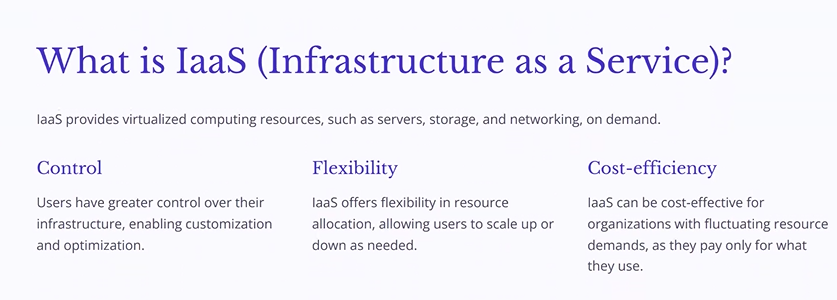 What is IaaS (Infrastructure as a Service)?
IaaS provides virtualized computing resources, such as servers, storage, and networking, on demand.
Control
Users have greater control over their
infrastructure, enabling customization
and optimization.
Flexibility
IaaS offers flexibility in resource
allocation, allowing users to scale up or
down as needed.
Cost-efficiency
IaaS can be cost-effective for
organizations with fluctuating resource
demands, as they pay only for what
they use.